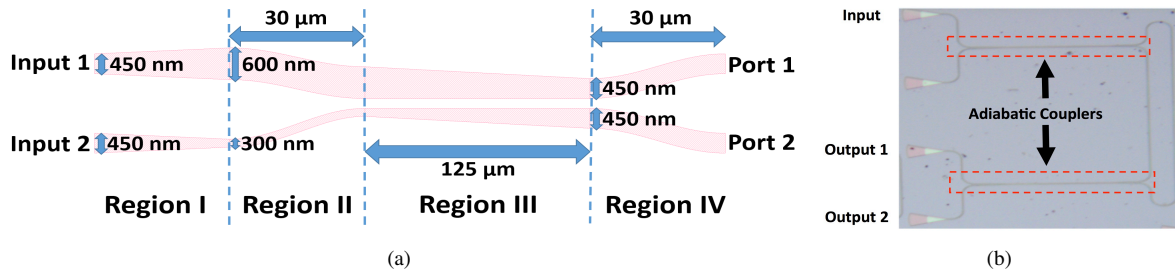 30 µm
30 µm
Input 1
450 nm
600 nm
450 nm
Port 1
450 nm
Input 2
450 nm
300 nm
Port 2
125 µm
Region I
Region II
Region III
Region IV
(a)
Input
Adiabatic Couplers
Output 1
Output 2
(b)